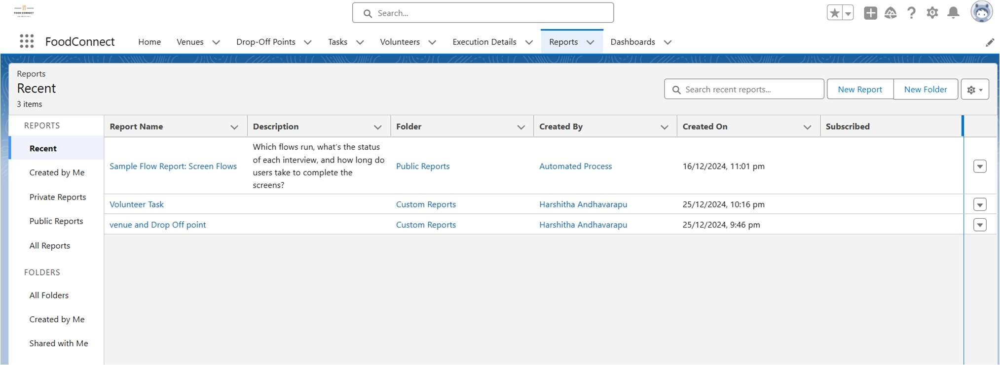 FOOD CONNECT
Search...
FoodConnect
Home
Venues
Drop-Off Points
Tasks
Volunteers
Execution Details
Reports
Dashboards
Reports
Recent
3 items
Search recent reports...
New Report
New Folder
REPORTS
Recent
Created by Me
Private Reports
Public Reports
All Reports
FOLDERS
All Folders
Created by Me
Shared with Me
Report Name
Description
Folder
Created By
Created On
Subscribed
Sample Flow Report: Screen Flows
Which flows run, what's the status
of each interview, and how long do
users take to complete the
screens?
Public Reports
Automated Process
16/12/2024, 11:01 pm
Volunteer Task
Custom Reports
Harshitha Andhavarapu
25/12/2024, 10:16 pm
venue and Drop Off point
Custom Reports
Harshitha Andhavarapu
25/12/2024, 9:46 pm